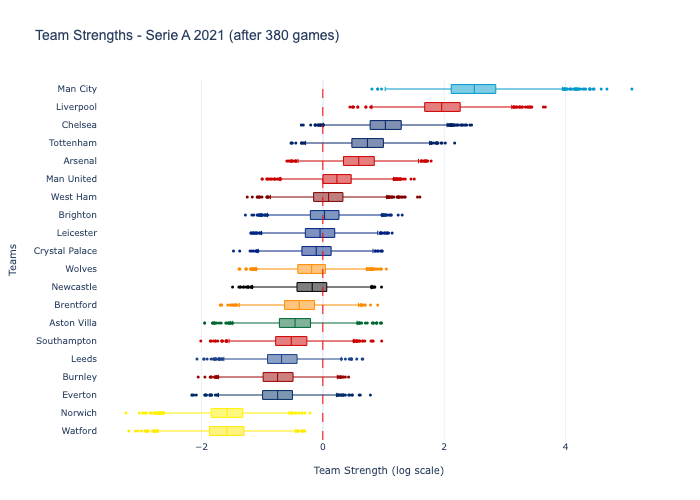 Team Strengths - Serie A 2021 (after 380 games)
Man City
Liverpool
Chelsea
Tottenham
Arsenal
Man United
West Ham
Brighton
Leicester
Crystal Palace
Wolves
Newcastle
Brentford
Aston Villa
Southampton
Leeds
Burnley
Everton
Norwich
Watford
Teams
−2 0 2 4
Team Strength (log scale)